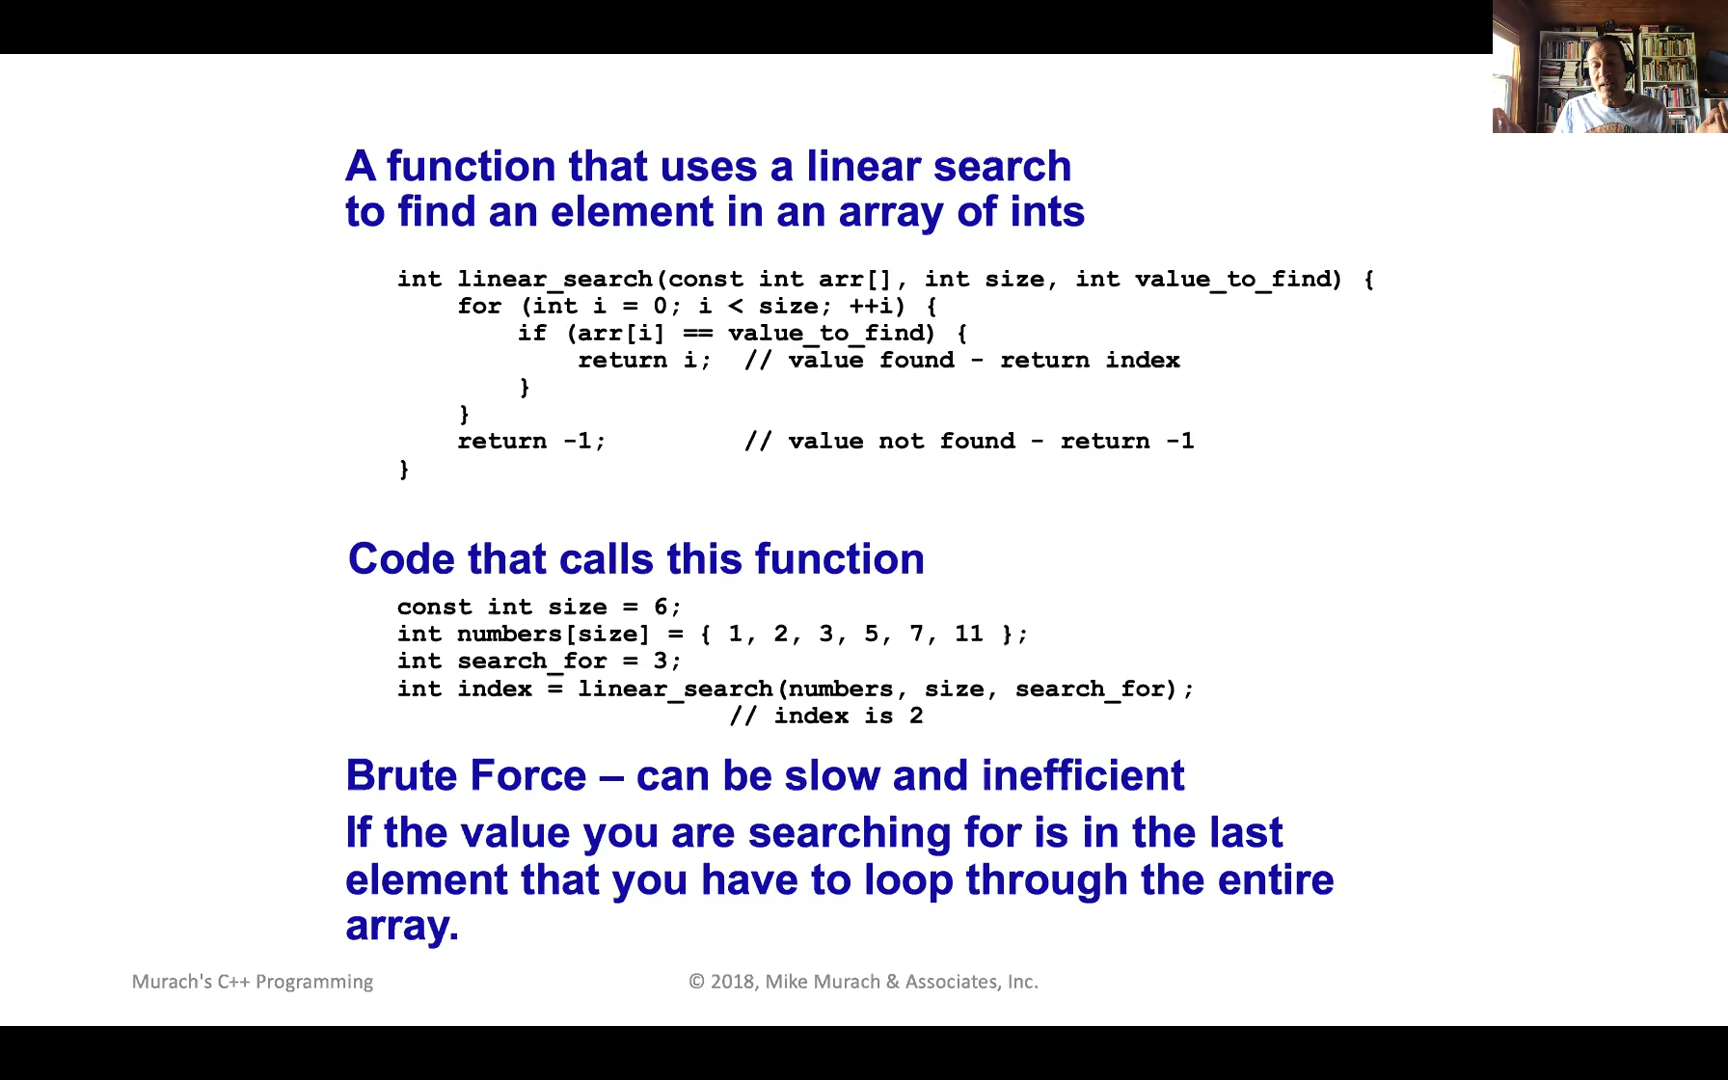 A function that uses a linear search
to find an element in an array of ints
int linear_search(const int arr[], int size, int value_to_find) {
    for (int i = 0; i < size; ++i) {
        if (arr[i] == value_to_find) {
            return i;  // value found - return index
        }
    }
    return -1;         // value not found - return -1
}
Code that calls this function
const int size = 6;
int numbers[size] = { 1, 2, 3, 5, 7, 11 };
int search_for = 3;
int index = linear_search(numbers, size, search_for);
                      // index is 2
Brute Force – can be slow and inefficient
If the value you are searching for is in the last
element that you have to loop through the entire
array.
Murach's C++ Programming
© 2018, Mike Murach & Associates, Inc.